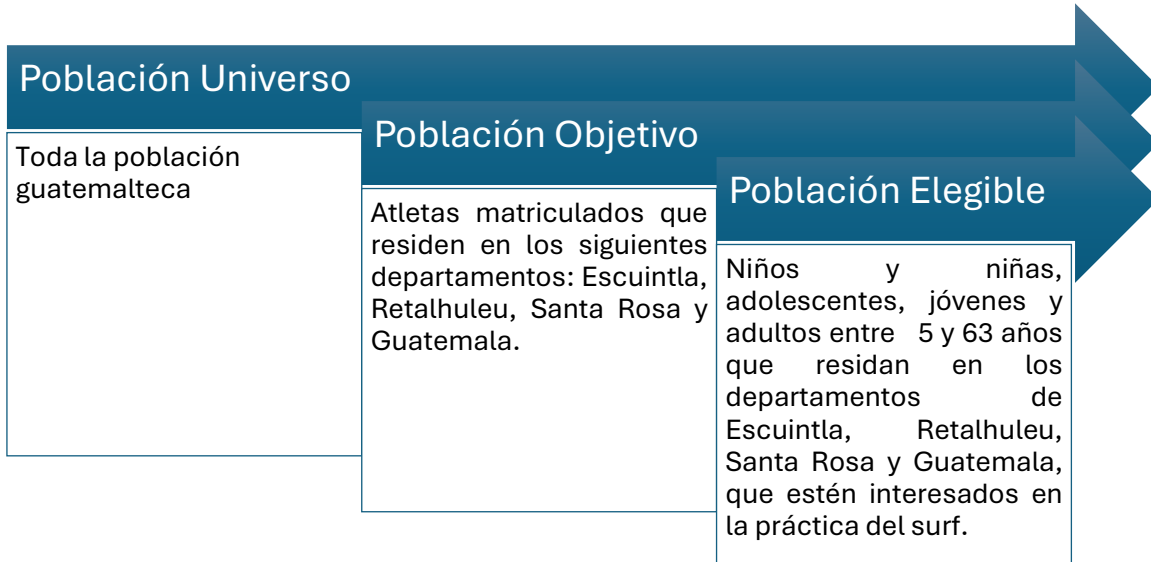 Población Universo
Toda la población
guatemalteca
Población Objetivo
Atletas matriculados que
residen en los siguientes
departamentos: Escuintla,
Retalhuleu, Santa Rosa y
Guatemala.
Población Elegible
Niños y niñas,
adolescentes, jóvenes y
adultos entre 5 y 63 años
que residan en los
departamentos de
Escuintla, Retalhuleu,
Santa Rosa y Guatemala,
que estén interesados en
la práctica del surf.